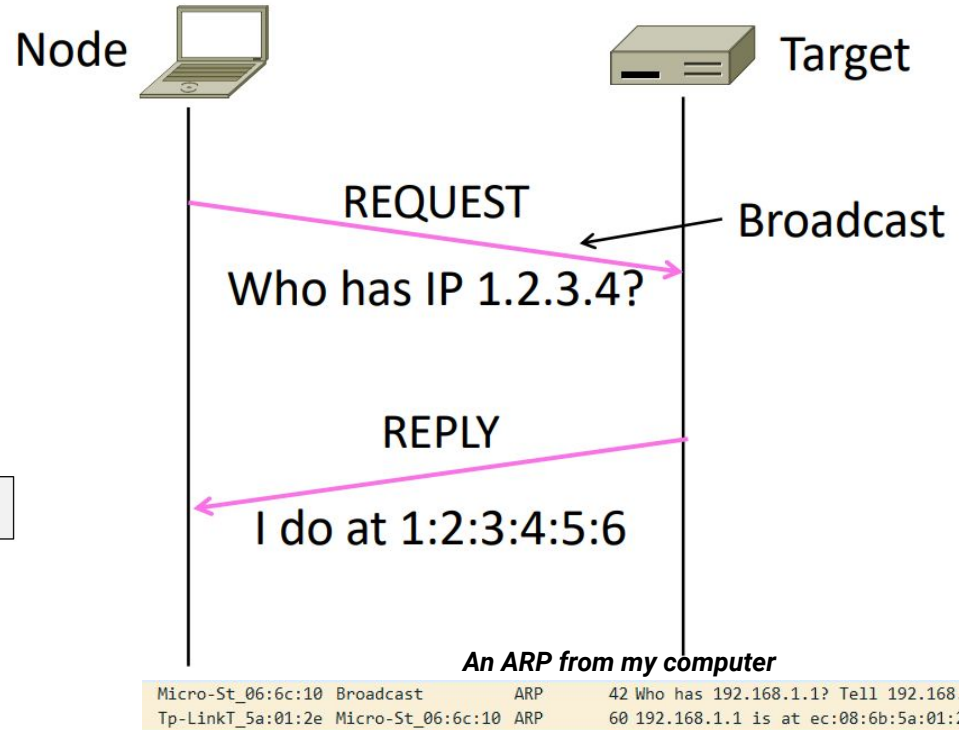 Node
Target
REQUEST
Broadcast
Who has IP 1.2.3.4?
REPLY
I do at 1:2:3:4:5:6
An ARP from my computer
Micro-St_06:6c:10 Broadcast ARP 42 Who has 192.168.1.1? Tell 192.168.
Tp-LinkT_5a:01:2e Micro-St_06:6c:10 ARP 60 192.168.1.1 is at ec:08:6b:5a:01:2